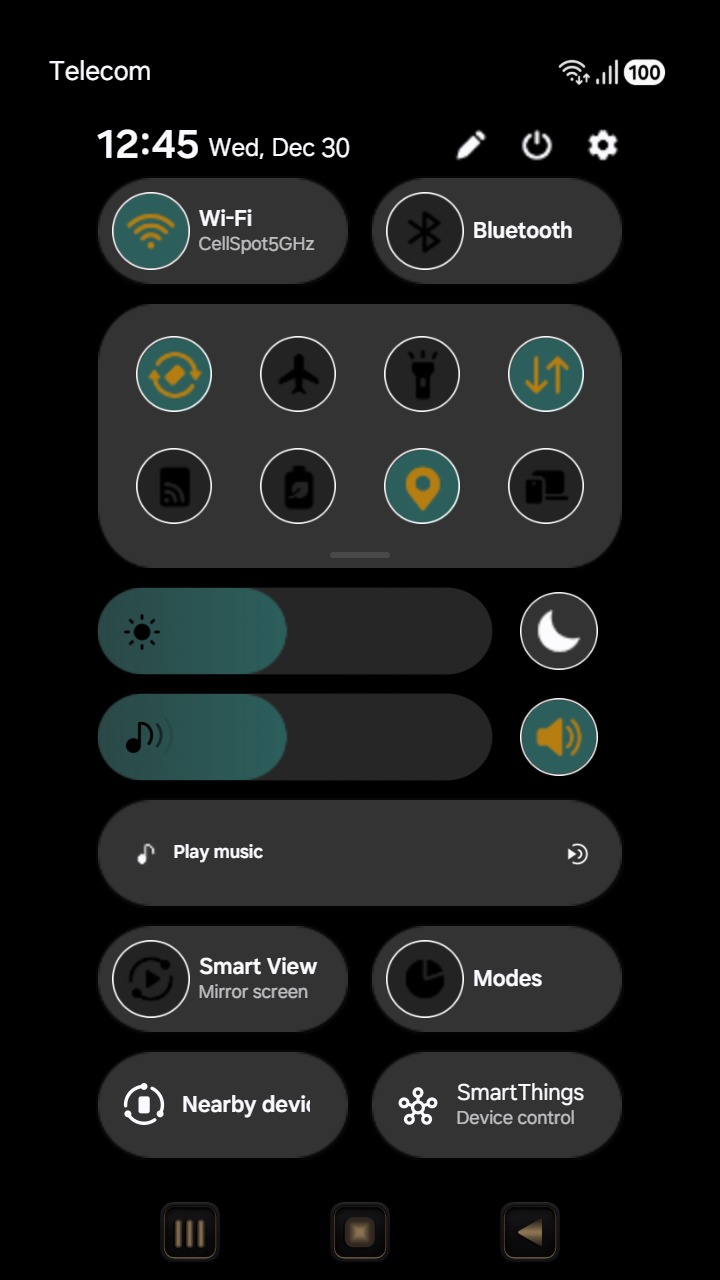 Telecom
100
12:45 Wed, Dec 30
Wi-Fi
CellSpot5GHz
Bluetooth
Play music
Smart View
Mirror screen
Modes
Nearby devi
SmartThings
Device control